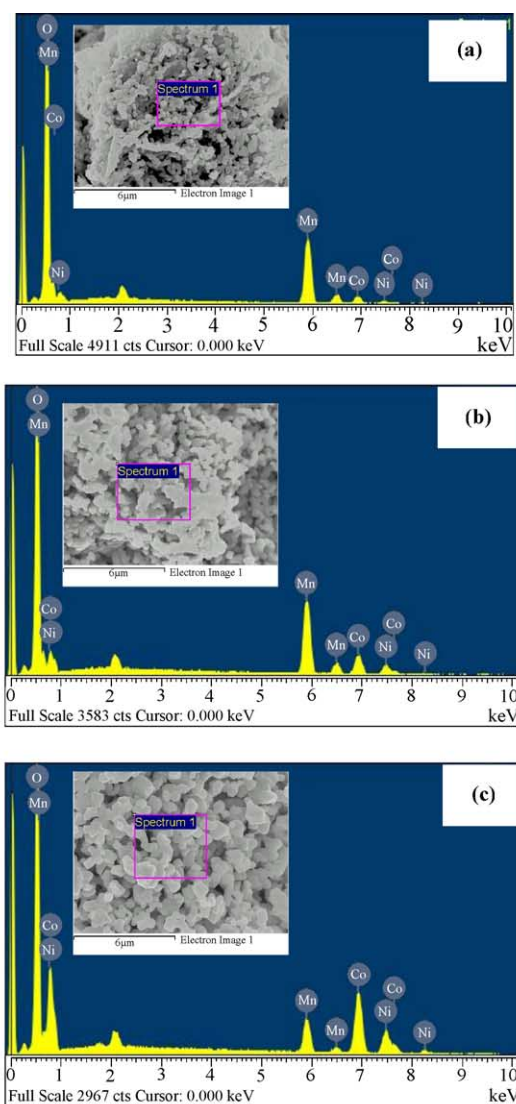 (a)
O
Mn
Co
Ni
Spectrum 1
6μm Electron Image 1
Mn
Mn
Co
Co
Ni
Ni
0 1 2 3 4 5 6 7 8 9 10
Full Scale 4911 cts Cursor: 0.000 keV
keV
(b)
O
Mn
Co
Ni
Spectrum 1
6μm Electron Image 1
Mn
Mn
Co
Co
Ni
Ni
0 1 2 3 4 5 6 7 8 9 10
Full Scale 3583 cts Cursor: 0.000 keV
keV
(c)
O
Mn
Co
Ni
Spectrum 1
6μm Electron Image 1
Mn
Mn
Co
Co
Ni
Ni
0 1 2 3 4 5 6 7 8 9 10
Full Scale 2967 cts Cursor: 0.000 keV
keV